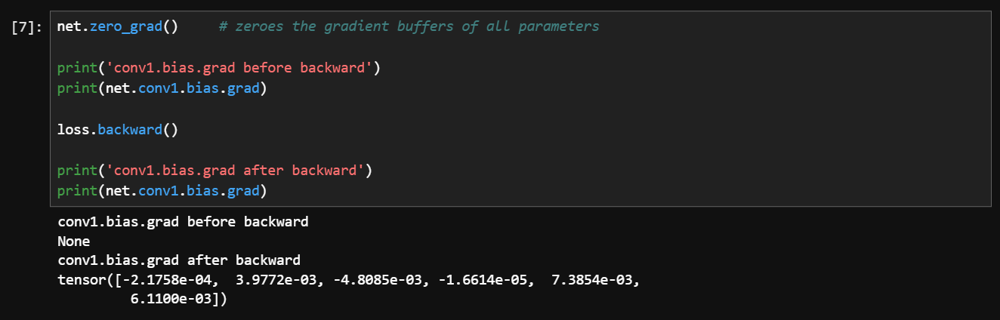 [7]: net.zero_grad()     # zeroes the gradient buffers of all parameters
print('conv1.bias.grad before backward')
print(net.conv1.bias.grad)
loss.backward()
print('conv1.bias.grad after backward')
print(net.conv1.bias.grad)
conv1.bias.grad before backward
None
conv1.bias.grad after backward
tensor([-2.1758e-04,  3.9772e-03, -4.8085e-03, -1.6614e-05,  7.3854e-03,
         6.1100e-03])